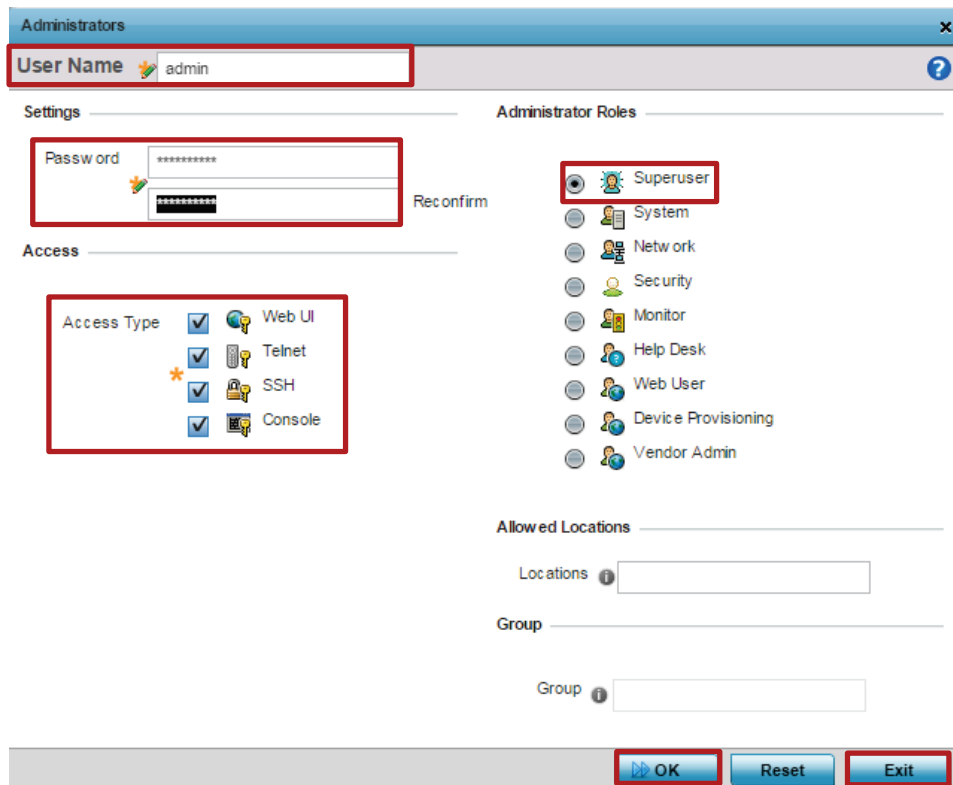 Administrators
User Name admin
Settings
Password **********
********** Reconfirm
Access
Access Type Web UI
Telnet
SSH
Console
Administrator Roles
Superuser
System
Network
Security
Monitor
Help Desk
Web User
Device Provisioning
Vendor Admin
Allowed Locations
Locations
Group
Group
OK Reset Exit